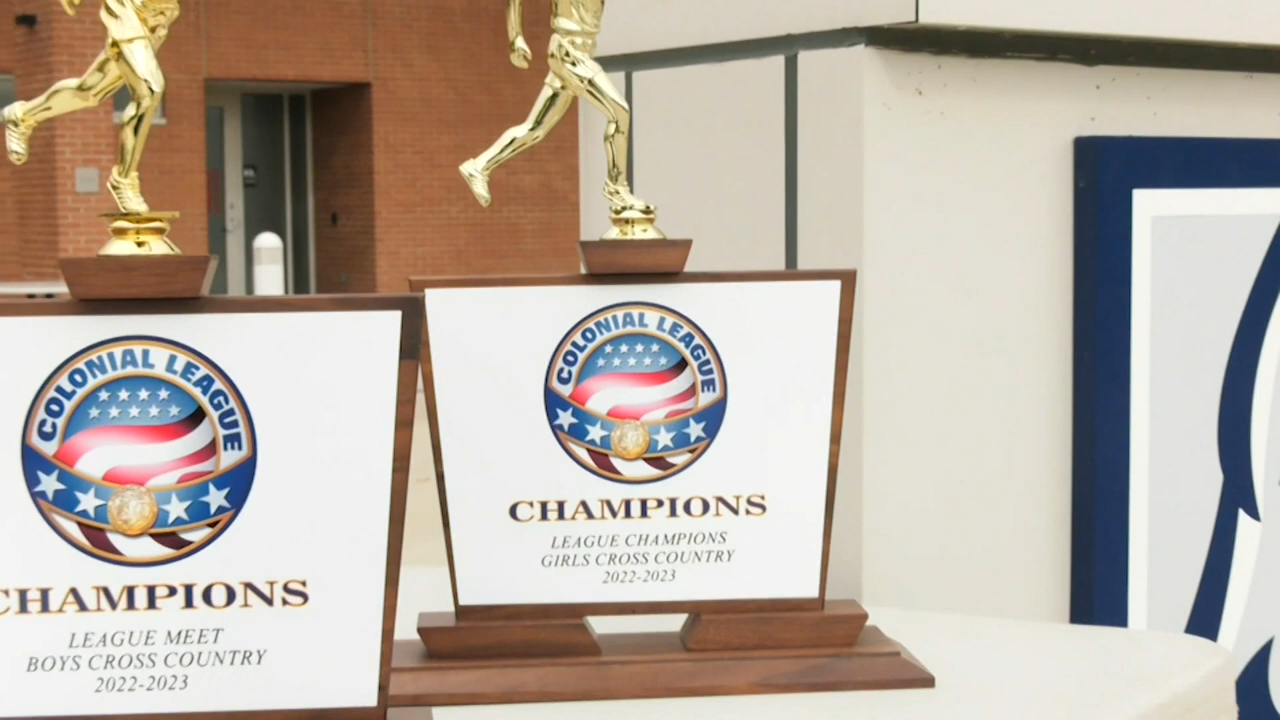 COLONIAL LEAGUE
CHAMPIONS
LEAGUE MEET
BOYS CROSS COUNTRY
2022-2023
COLONIAL LEAGUE
CHAMPIONS
LEAGUE CHAMPIONS
GIRLS CROSS COUNTRY
2022-2023